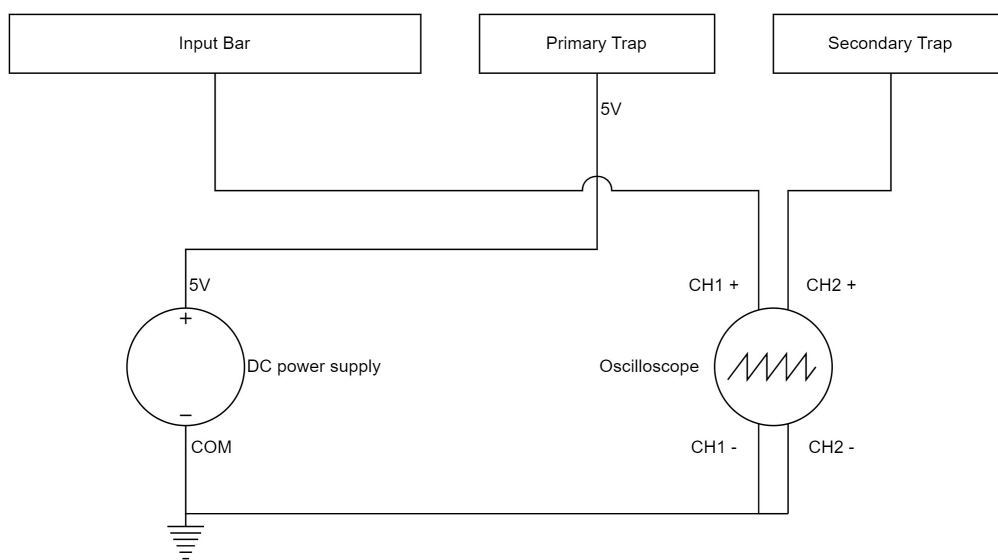 Input Bar
Primary Trap
Secondary Trap
5V
5V
CH1 +
CH2 +
+
DC power supply
Oscilloscope
−
COM
CH1 -
CH2 -